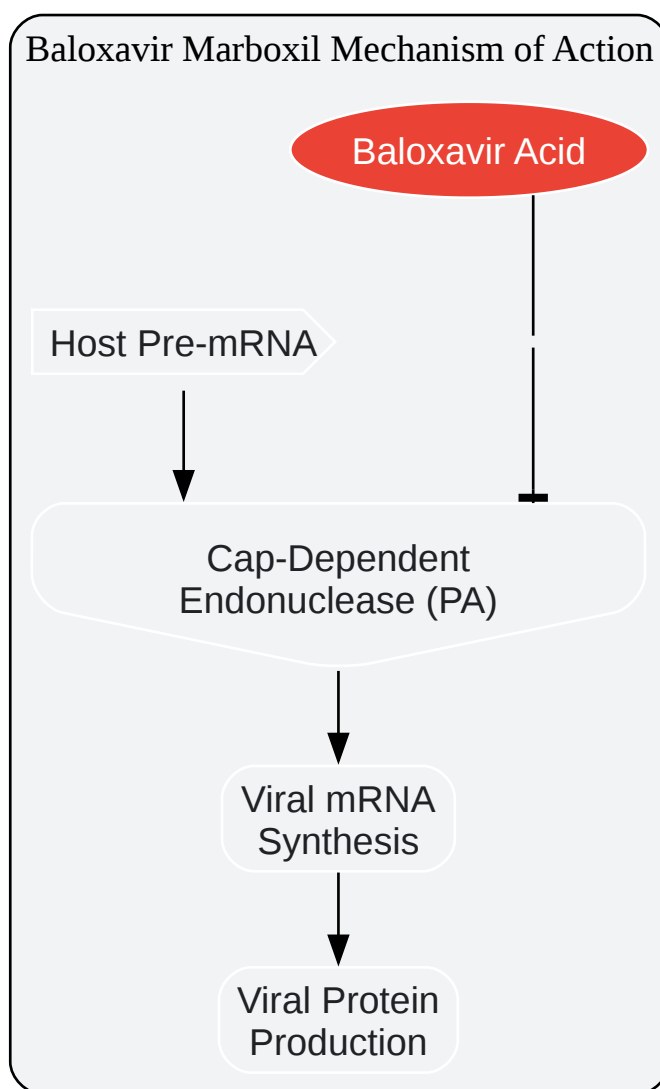 Baloxavir Marboxil Mechanism of Action
Baloxavir Acid
Host Pre-mRNA
Cap-Dependent
Endonuclease (PA)
Viral mRNA
Synthesis
Viral Protein
Production